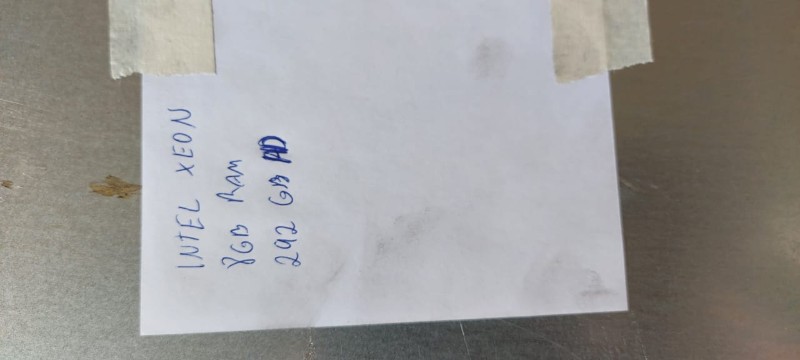 INTEL XEON
8GB Ram
292 GB HD